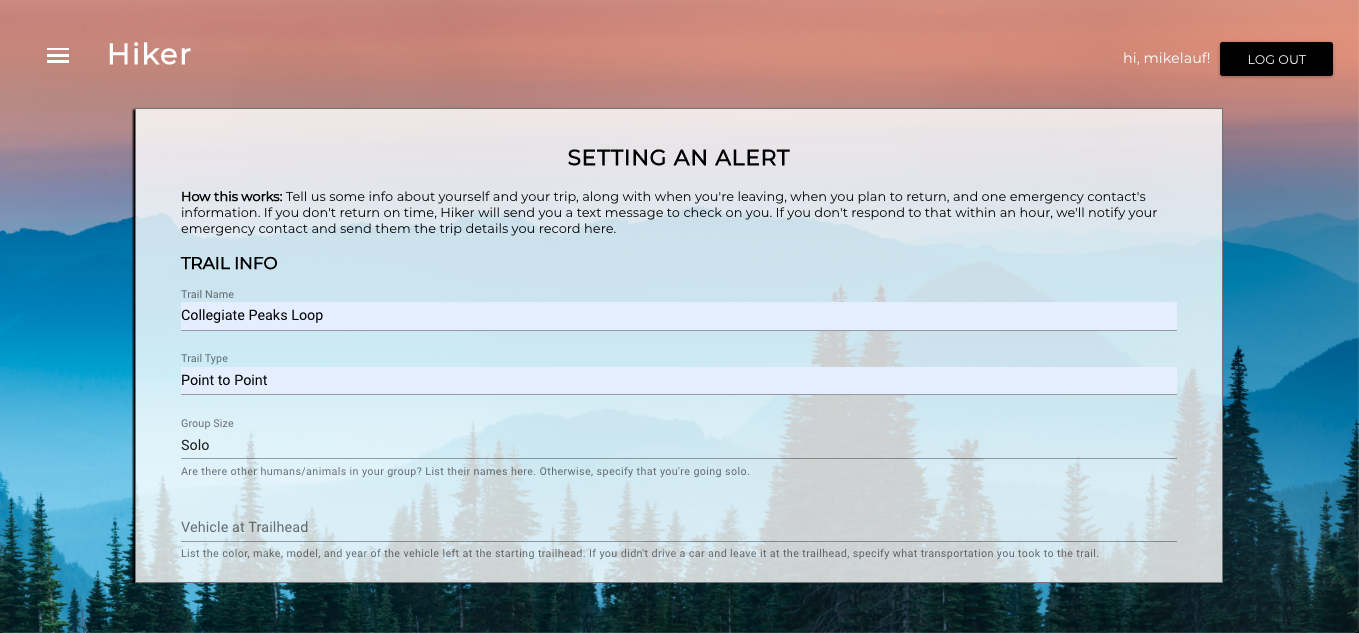 Hiker
hi, mikelauf!
LOG OUT
SETTING AN ALERT
How this works: Tell us some info about yourself and your trip, along with when you're leaving, when you plan to return, and one emergency contact's
information. If you don't return on time, Hiker will send you a text message to check on you. If you don't respond to that within an hour, we'll notify your
emergency contact and send them the trip details you record here.
TRAIL INFO
Trail Name
Collegiate Peaks Loop
Trail Type
Point to Point
Group Size
Solo
Are there other humans/animals in your group? List their names here. Otherwise, specify that you're going solo.
Vehicle at Trailhead
List the color, make, model, and year of the vehicle left at the starting trailhead. If you didn't drive a car and leave it at the trailhead, specify what transportation you took to the trail.